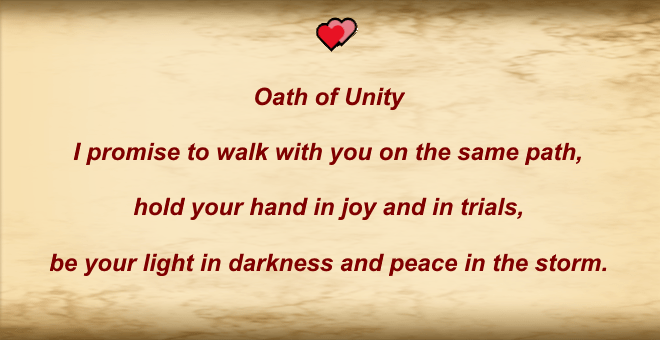 Oath of Unity
I promise to walk with you on the same path,
hold your hand in joy and in trials,
be your light in darkness and peace in the storm.